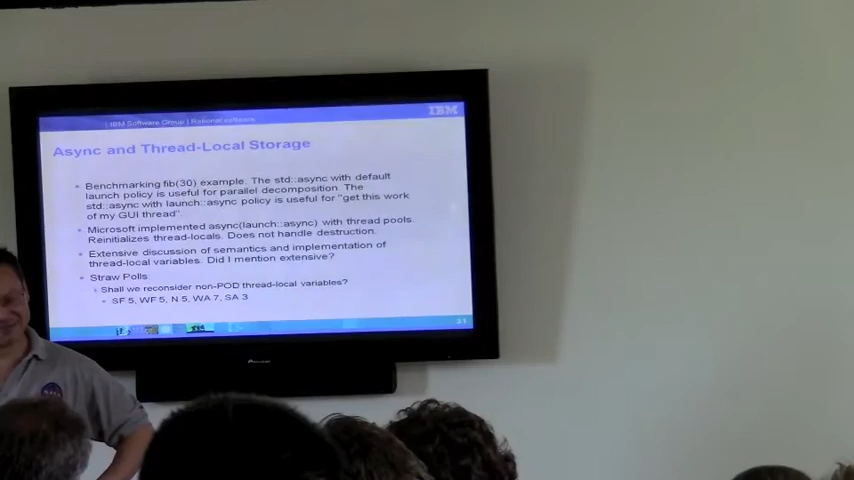 IBM Software Group | Rational software
IBM
Async and Thread-Local Storage
Benchmarking fib(30) example. The std::async with default
launch policy is useful for parallel decomposition. The
std::async with launch::async policy is useful for "get this work
of my GUI thread".
Microsoft implemented async(launch::async) with thread pools.
Reinitializes thread-locals. Does not handle destruction.
Extensive discussion of semantics and implementation of
thread-local variables. Did I mention extensive?
Straw Polls:
Shall we reconsider non-POD thread-local variables?
SF 5, WF 5, N 5, WA 7, SA 3
31
Pioneer